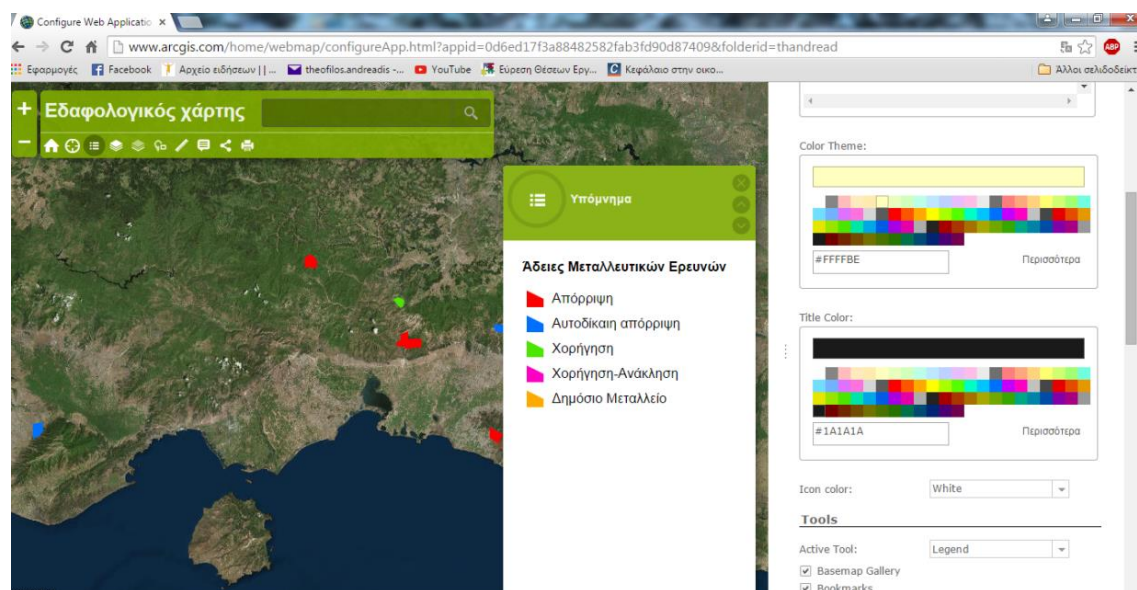 Configure Web Applicatio
www.arcgis.com/home/webmap/configureApp.html?appid=0d6ed17f3a88482582fab3fd90d87409&folderid=thandread
ABP
Εφαρμογές Facebook Αρχείο ειδήσεων | | ... theofilos.andreadis -... YouTube Εύρεση Θέσεων Εργ... Κεφάλαιο στην οικο... Άλλοι σελιδοδείκτ
Εδαφολογικός χάρτης
Υπόμνημα
Άδειες Μεταλλευτικών Ερευνών
Απόρριψη
Αυτοδίκαιη απόρριψη
Χορήγηση
Χορήγηση-Ανάκληση
Δημόσιο Μεταλλείο
Color Theme:
#FFFFBE Περισσότερα
Title Color:
#1A1A1A Περισσότερα
Icon color: White
Tools
Active Tool: Legend
Basemap Gallery
Bookmarks